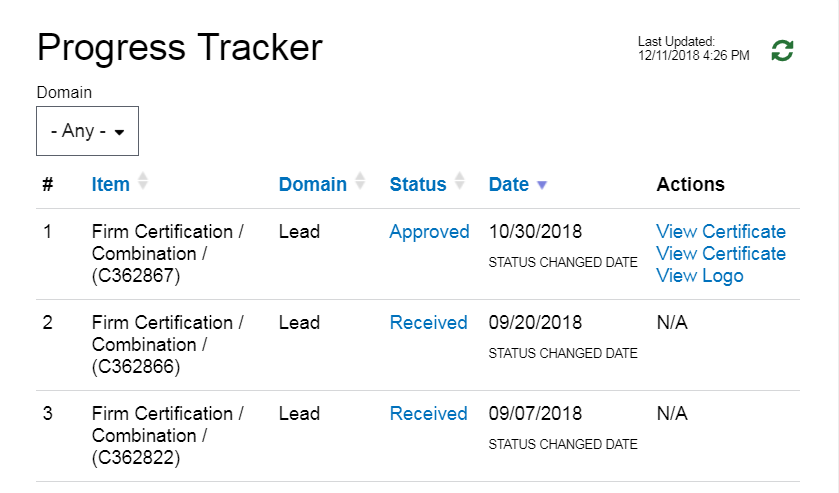 Progress Tracker
Last Updated:
12/11/2018 4:26 PM
Domain
- Any -
# Item Domain Status Date Actions
1 Firm Certification / Lead Approved 10/30/2018 View Certificate
Combination / STATUS CHANGED DATE View Certificate
(C362867) View Logo
2 Firm Certification / Lead Received 09/20/2018 N/A
Combination / STATUS CHANGED DATE
(C362866)
3 Firm Certification / Lead Received 09/07/2018 N/A
Combination / STATUS CHANGED DATE
(C362822)